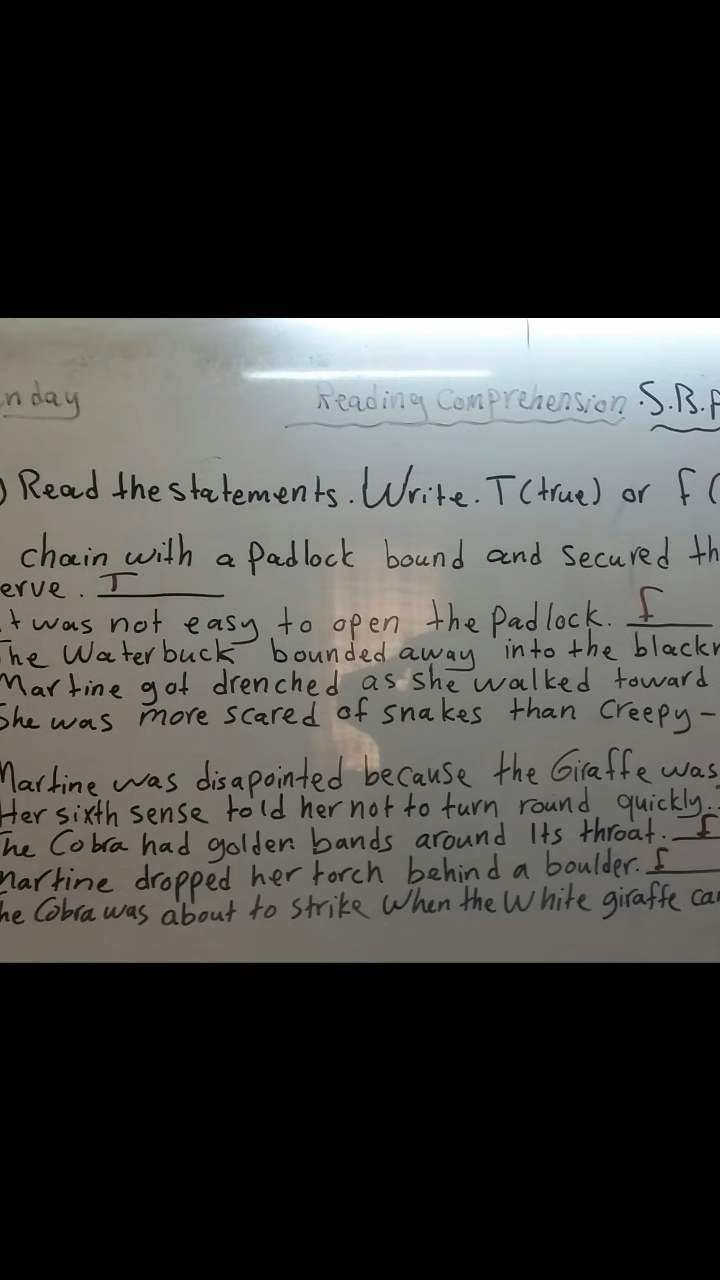 nday Reading Comprehension . S.B.
) Read the statements . Write . T (true) or f (
chain with a padlock bound and secured th
erve . T
t was not easy to open the padlock. f
The Waterbuck bounded away into the blackn
Martine got drenched as she walked toward
She was more scared of snakes than creepy -
Martine was disapointed because the Giraffe was
Her sixth sense told her not to turn round quickly.
The Cobra had golden bands around Its throat. f
Martine dropped her torch behind a boulder. f
he Cobra was about to strike when the White giraffe ca